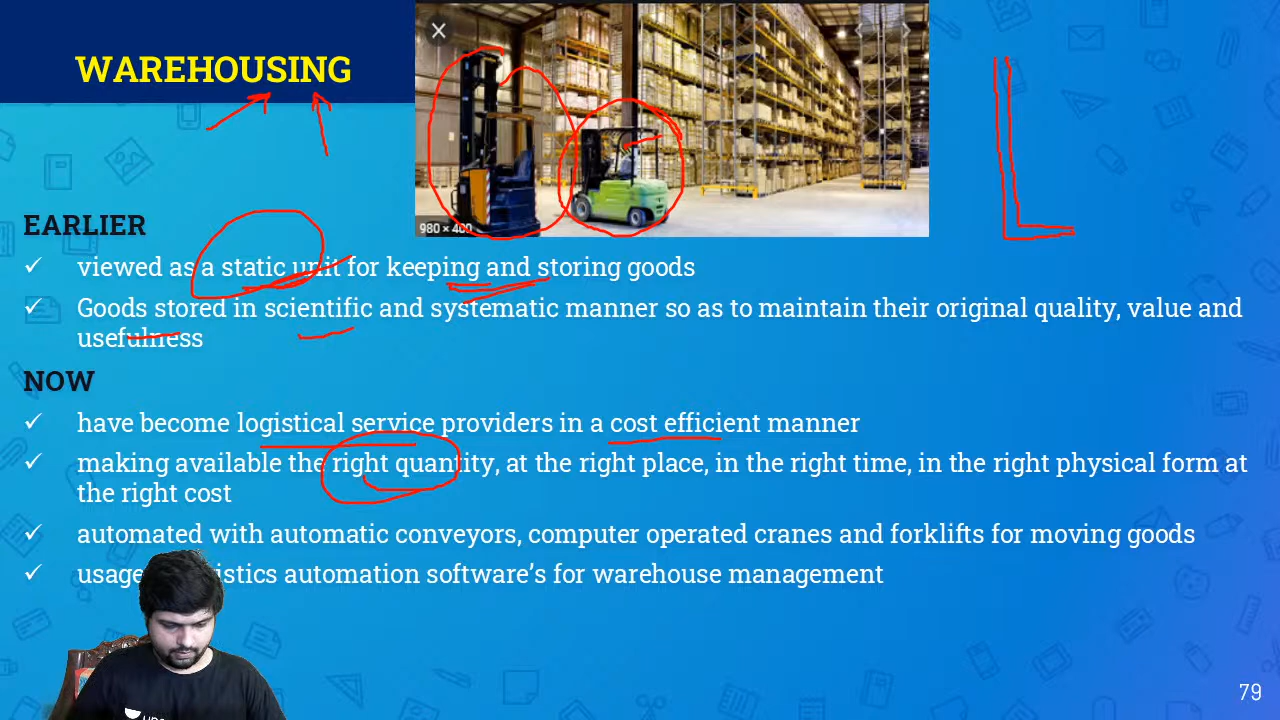 WAREHOUSING
980 × 400
EARLIER
✓ viewed as a static unit for keeping and storing goods
✓ Goods stored in scientific and systematic manner so as to maintain their original quality, value and
usefulness
NOW
✓ have become logistical service providers in a cost efficient manner
✓ making available the right quantity, at the right place, in the right time, in the right physical form at
the right cost
✓ automated with automatic conveyors, computer operated cranes and forklifts for moving goods
✓ usage istics automation software's for warehouse management
79